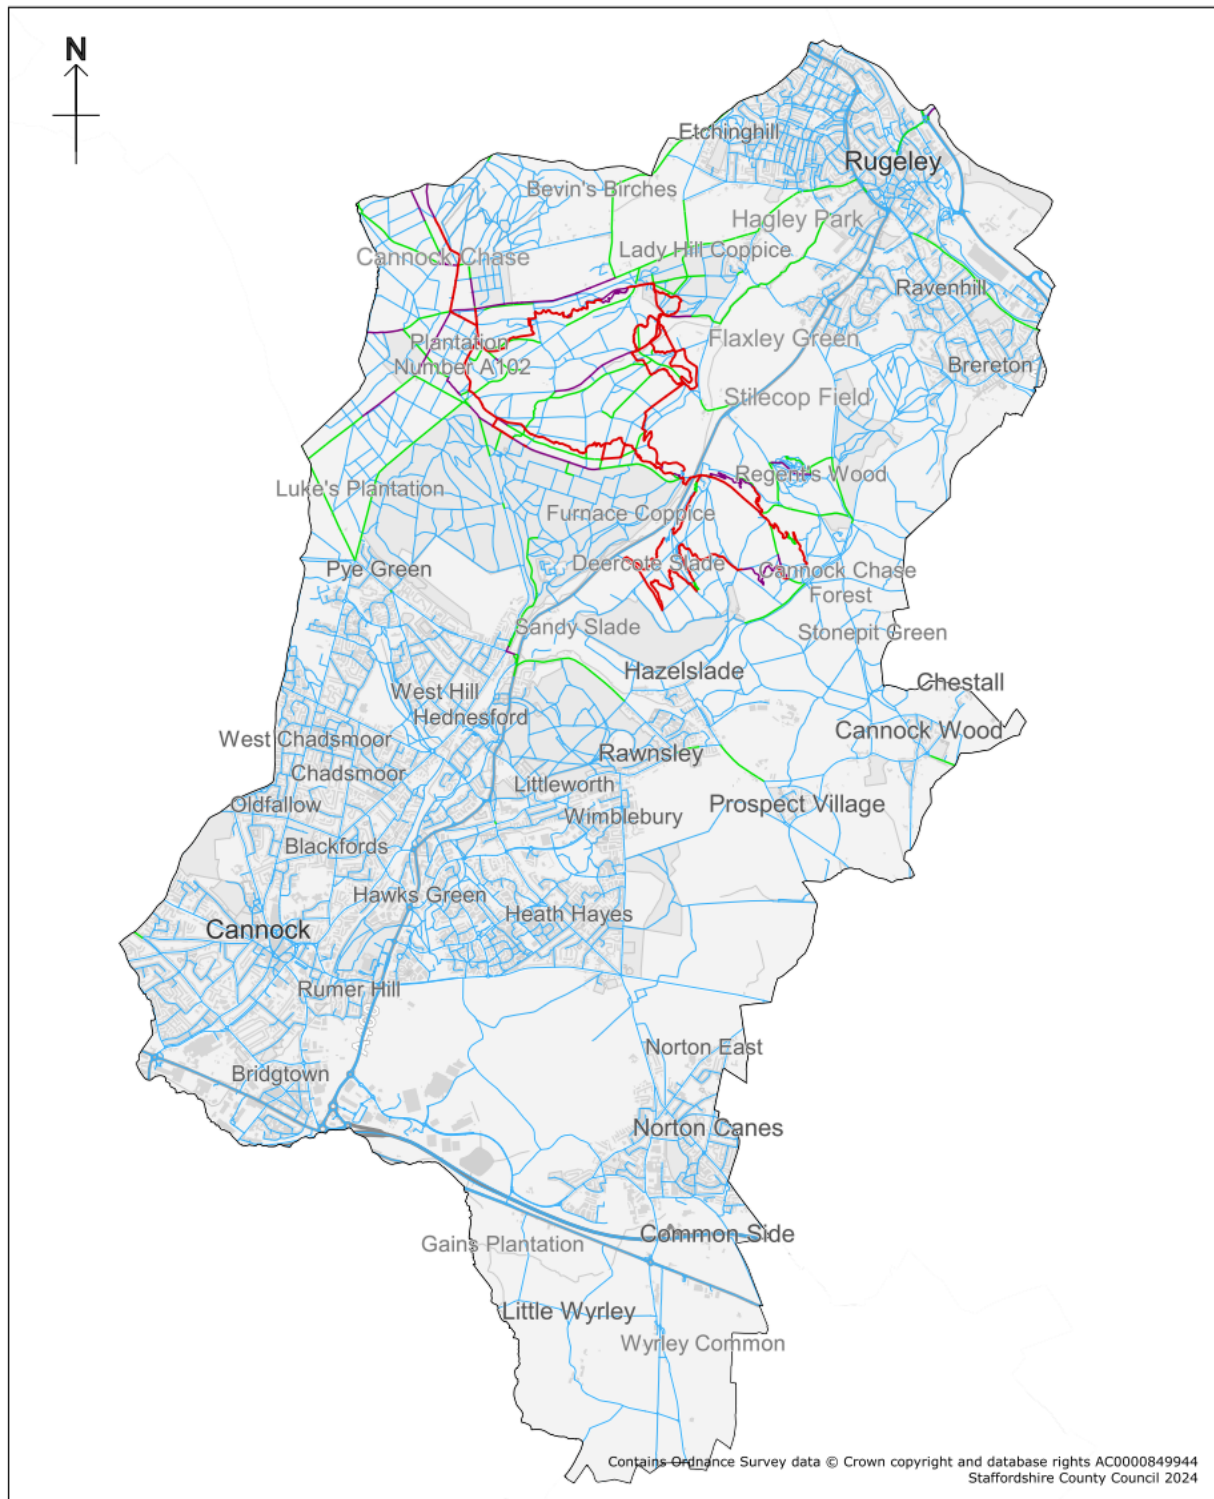 N
Etchinghill
Rugeley
Bevin's Birches
Hagley Park
Lady Hill Coppice
Cannock Chase
Ravenhill
Plantation
Number A102
Flaxley Green
Brereton
Stilecop Field
Regent's Wood
Luke's Plantation
Furnace Coppice
Pye Green
Deercote Slade
Cannock Chase
Forest
Sandy Slade
Stonepit Green
Hazelslade
Chestall
West Hill
Hednesford
Cannock Wood
West Chadsmoor
Rawnsley
Chadsmoor
Littleworth
Oldfallow
Prospect Village
Wimblebury
Blackfords
Hawks Green
Heath Hayes
Cannock
Rumer Hill
Norton East
Bridgtown
Norton Canes
Common Side
Gains Plantation
Little Wyrley
Wyrley Common
Contains Ordnance Survey data © Crown copyright and database rights AC0000849944
Staffordshire County Council 2024